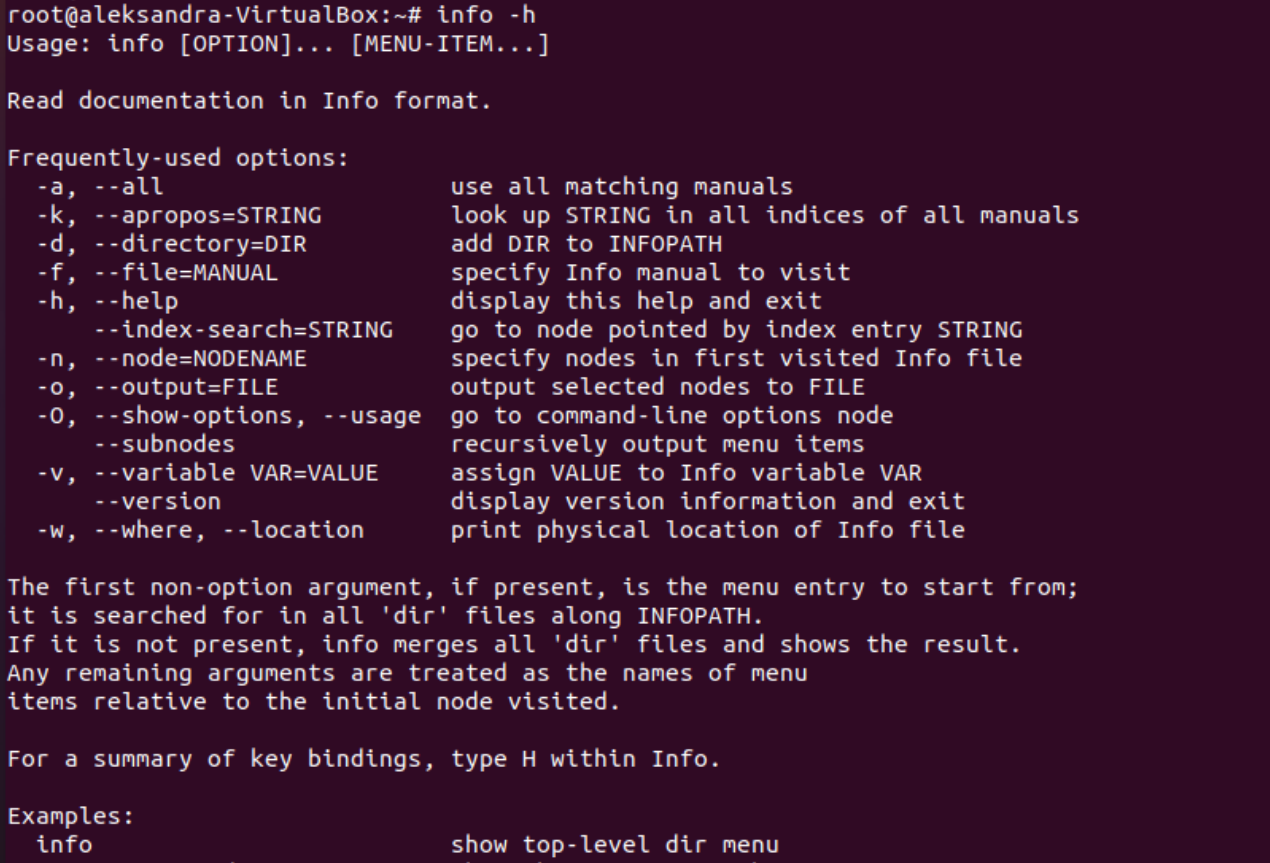 root@aleksandra-VirtualBox:~# info -h
Usage: info [OPTION]... [MENU-ITEM...]
Read documentation in Info format.
Frequently-used options:
  -a, --all                    use all matching manuals
  -k, --apropos=STRING         look up STRING in all indices of all manuals
  -d, --directory=DIR          add DIR to INFOPATH
  -f, --file=MANUAL            specify Info manual to visit
  -h, --help                   display this help and exit
      --index-search=STRING    go to node pointed by index entry STRING
  -n, --node=NODENAME          specify nodes in first visited Info file
  -o, --output=FILE            output selected nodes to FILE
  -O, --show-options, --usage  go to command-line options node
      --subnodes               recursively output menu items
  -v, --variable VAR=VALUE     assign VALUE to Info variable VAR
      --version                display version information and exit
  -w, --where, --location      print physical location of Info file
The first non-option argument, if present, is the menu entry to start from;
it is searched for in all 'dir' files along INFOPATH.
If it is not present, info merges all 'dir' files and shows the result.
Any remaining arguments are treated as the names of menu
items relative to the initial node visited.
For a summary of key bindings, type H within Info.
Examples:
  info                         show top-level dir menu